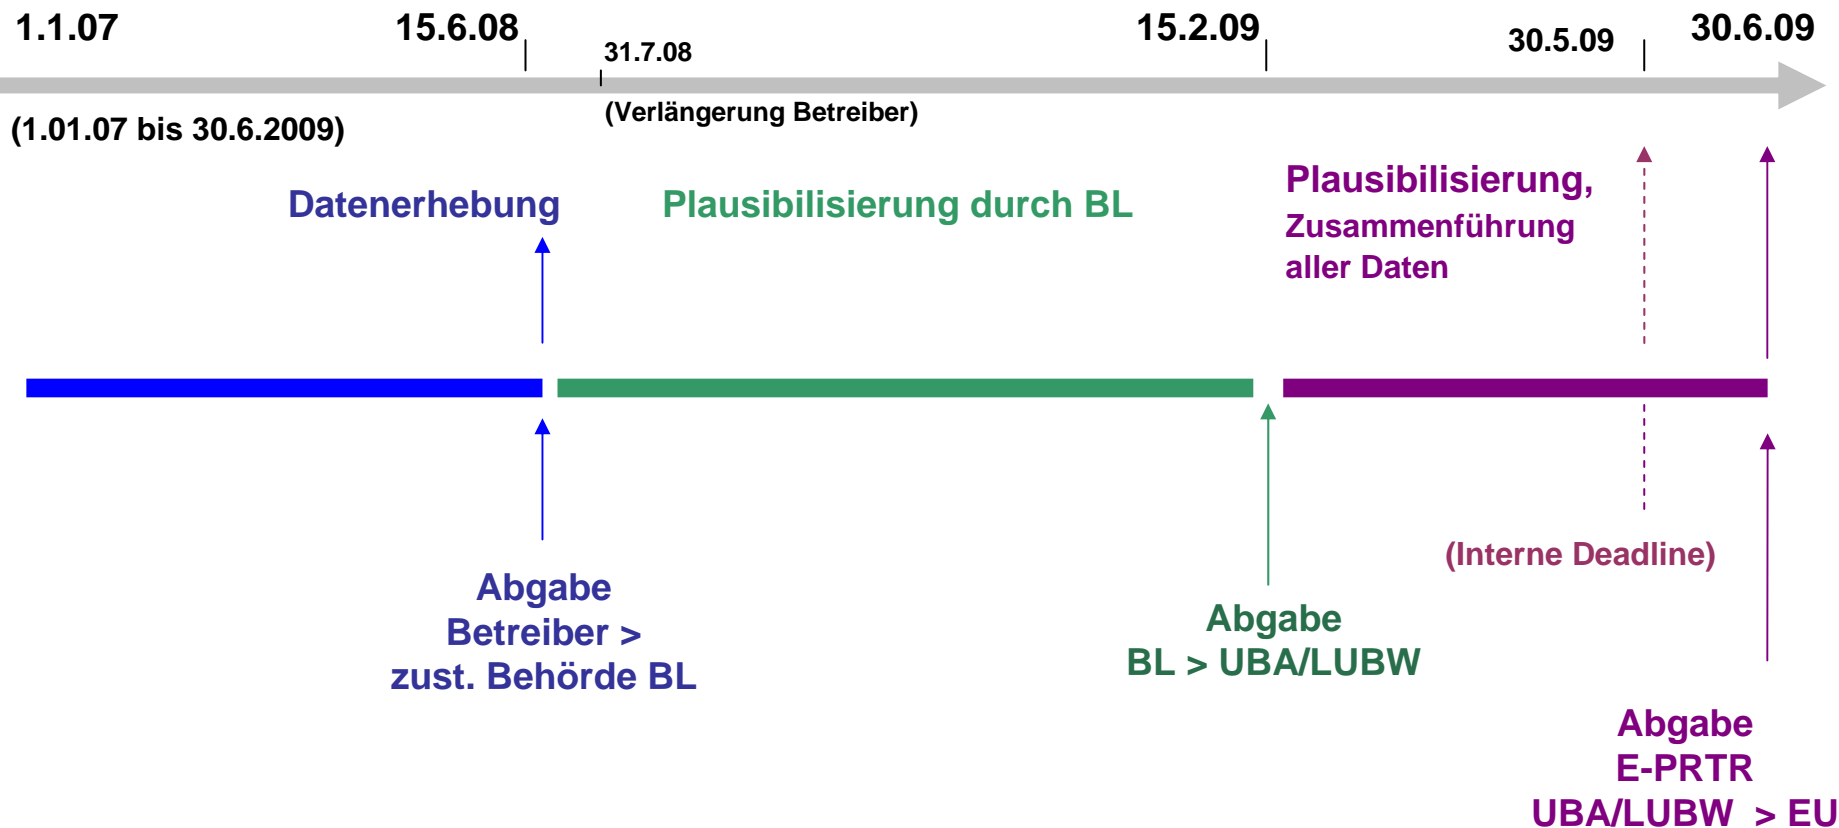 1.1.07
15.6.08
31.7.08
15.2.09
30.5.09
30.6.09
(1.01.07 bis 30.6.2009)
(Verlängerung Betreiber)
Datenerhebung
Plausibilisierung durch BL
Plausibilisierung,
Zusammenführung
aller Daten
Abgabe
Betreiber >
zust. Behörde BL
Abgabe
BL > UBA/LUBW
(Interne Deadline)
Abgabe
E-PRTR
UBA/LUBW > EU